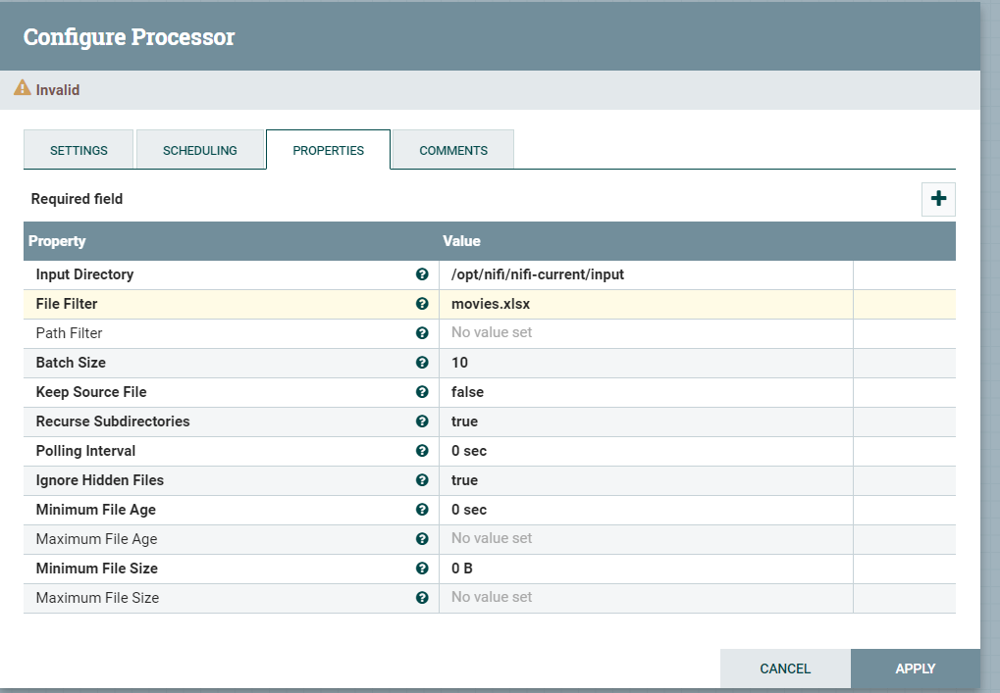 Configure Processor
Invalid
SETTINGS SCHEDULING PROPERTIES COMMENTS
Required field
Property Value
Input Directory /opt/nifi/nifi-current/input
File Filter movies.xlsx
Path Filter No value set
Batch Size 10
Keep Source File false
Recurse Subdirectories true
Polling Interval 0 sec
Ignore Hidden Files true
Minimum File Age 0 sec
Maximum File Age No value set
Minimum File Size 0 B
Maximum File Size No value set
CANCEL APPLY